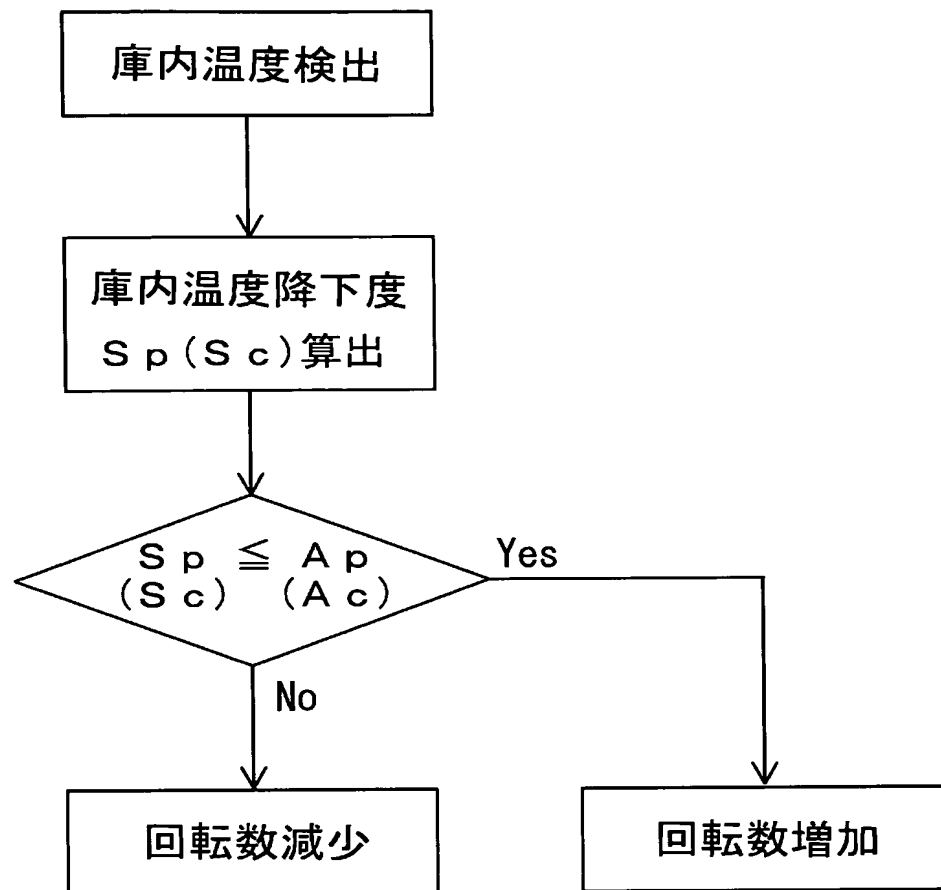 庫内温度検出
庫内温度降下度
Sp(Sc)算出
Sp ≦ Ap
(Sc) (Ac)
Yes
No
回転数減少
回転数増加